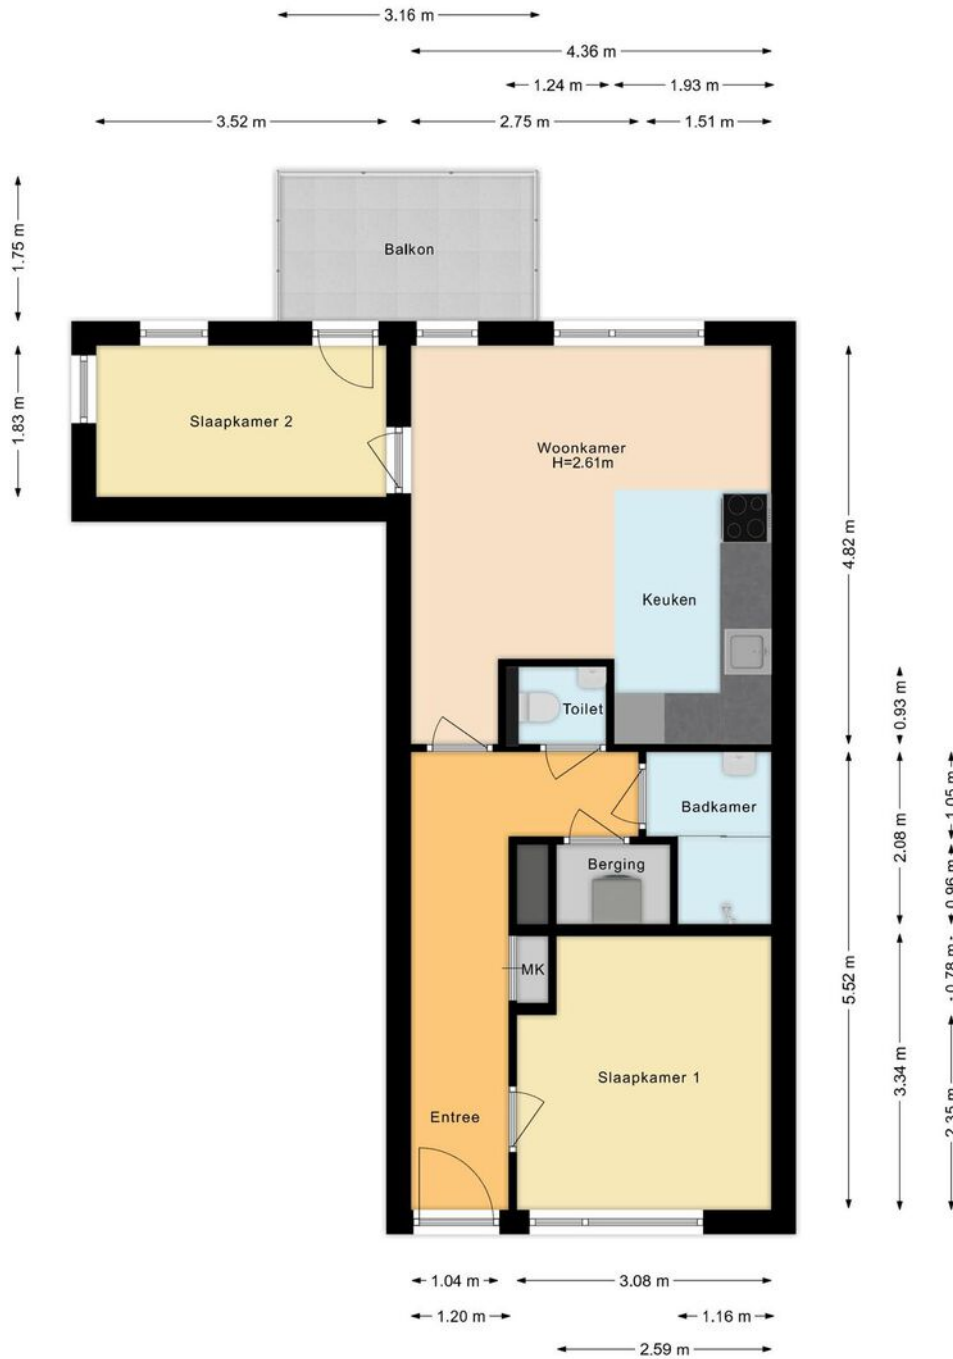 3.16 m
4.36 m
1.24 m
1.93 m
3.52 m
2.75 m
1.51 m
1.75 m
Balkon
1.83 m
Slaapkamer 2
Woonkamer
H=2.61m
4.82 m
Keuken
0.93 m
Toilet
Badkamer
2.08 m
1.05 m
Berging
0.96 m
MK
5.52 m
0.78 m
Slaapkamer 1
3.34 m
2.35 m
Entree
1.04 m
3.08 m
1.20 m
1.16 m
2.59 m